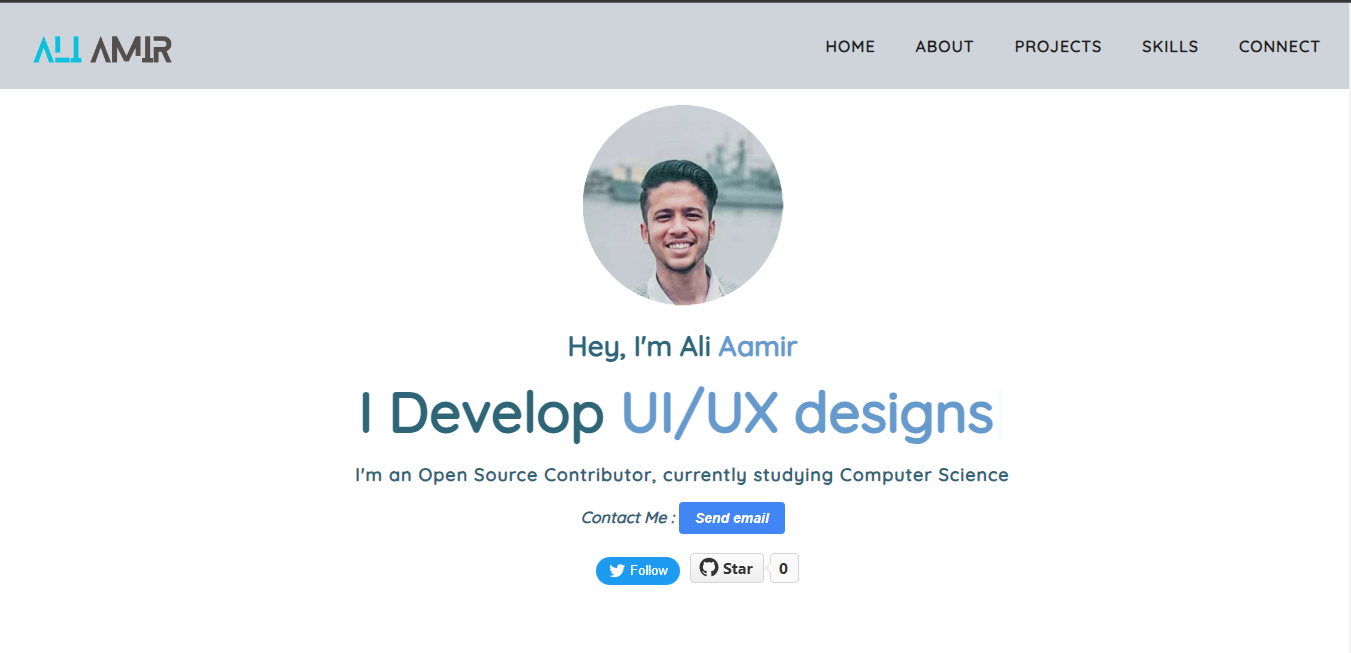 ALI AMIR
HOME ABOUT PROJECTS SKILLS CONNECT
Hey, I'm Ali Aamir
I Develop UI/UX designs
I'm an Open Source Contributor, currently studying Computer Science
Contact Me : Send email
Follow Star 0